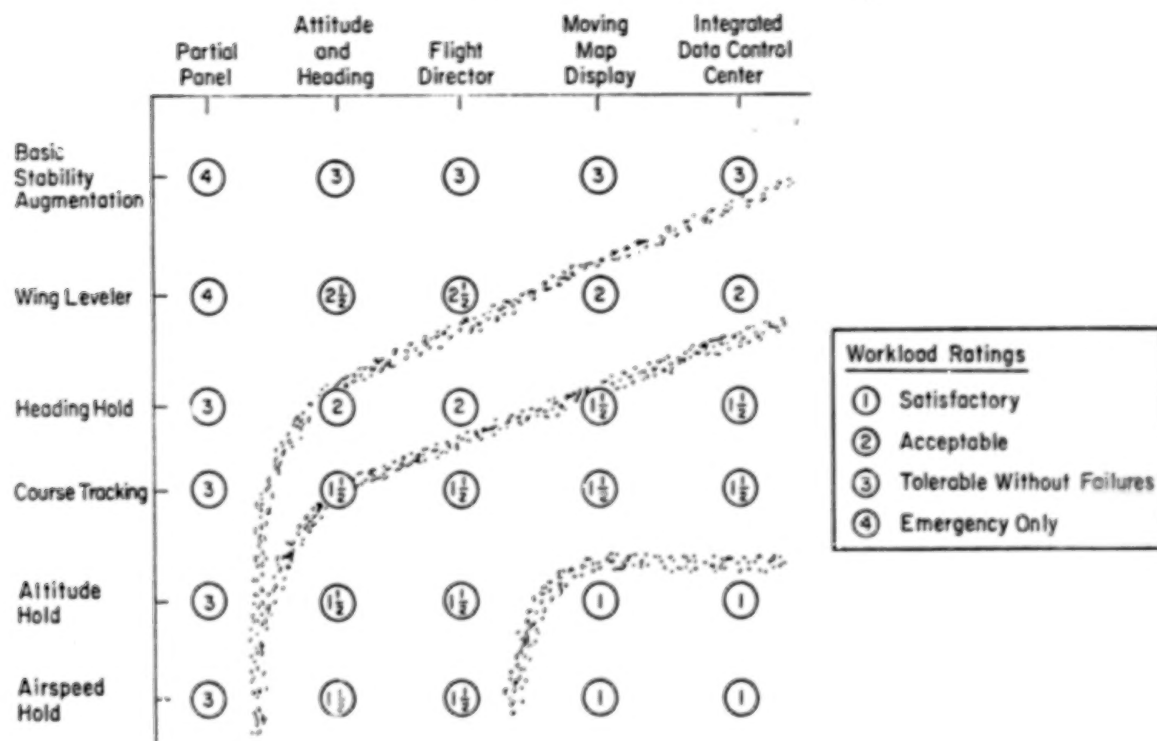 Partial
Panel
Attitude
and
Heading
Flight
Director
Moving
Map
Display
Integrated
Data Control
Center
Basic
Stability
Augmentation
4 3 3 3 3
Wing Leveler 4 2½ 2½ 2 2
Heading Hold 3 2 2 1½ 1½
Course Tracking 3 1½ 1½ 1½ 1½
Altitude
Hold
3 1½ 1½ 1 1
Airspeed
Hold
3 1½ 1½ 1 1
Workload Ratings
1 Satisfactory
2 Acceptable
3 Tolerable Without Failures
4 Emergency Only